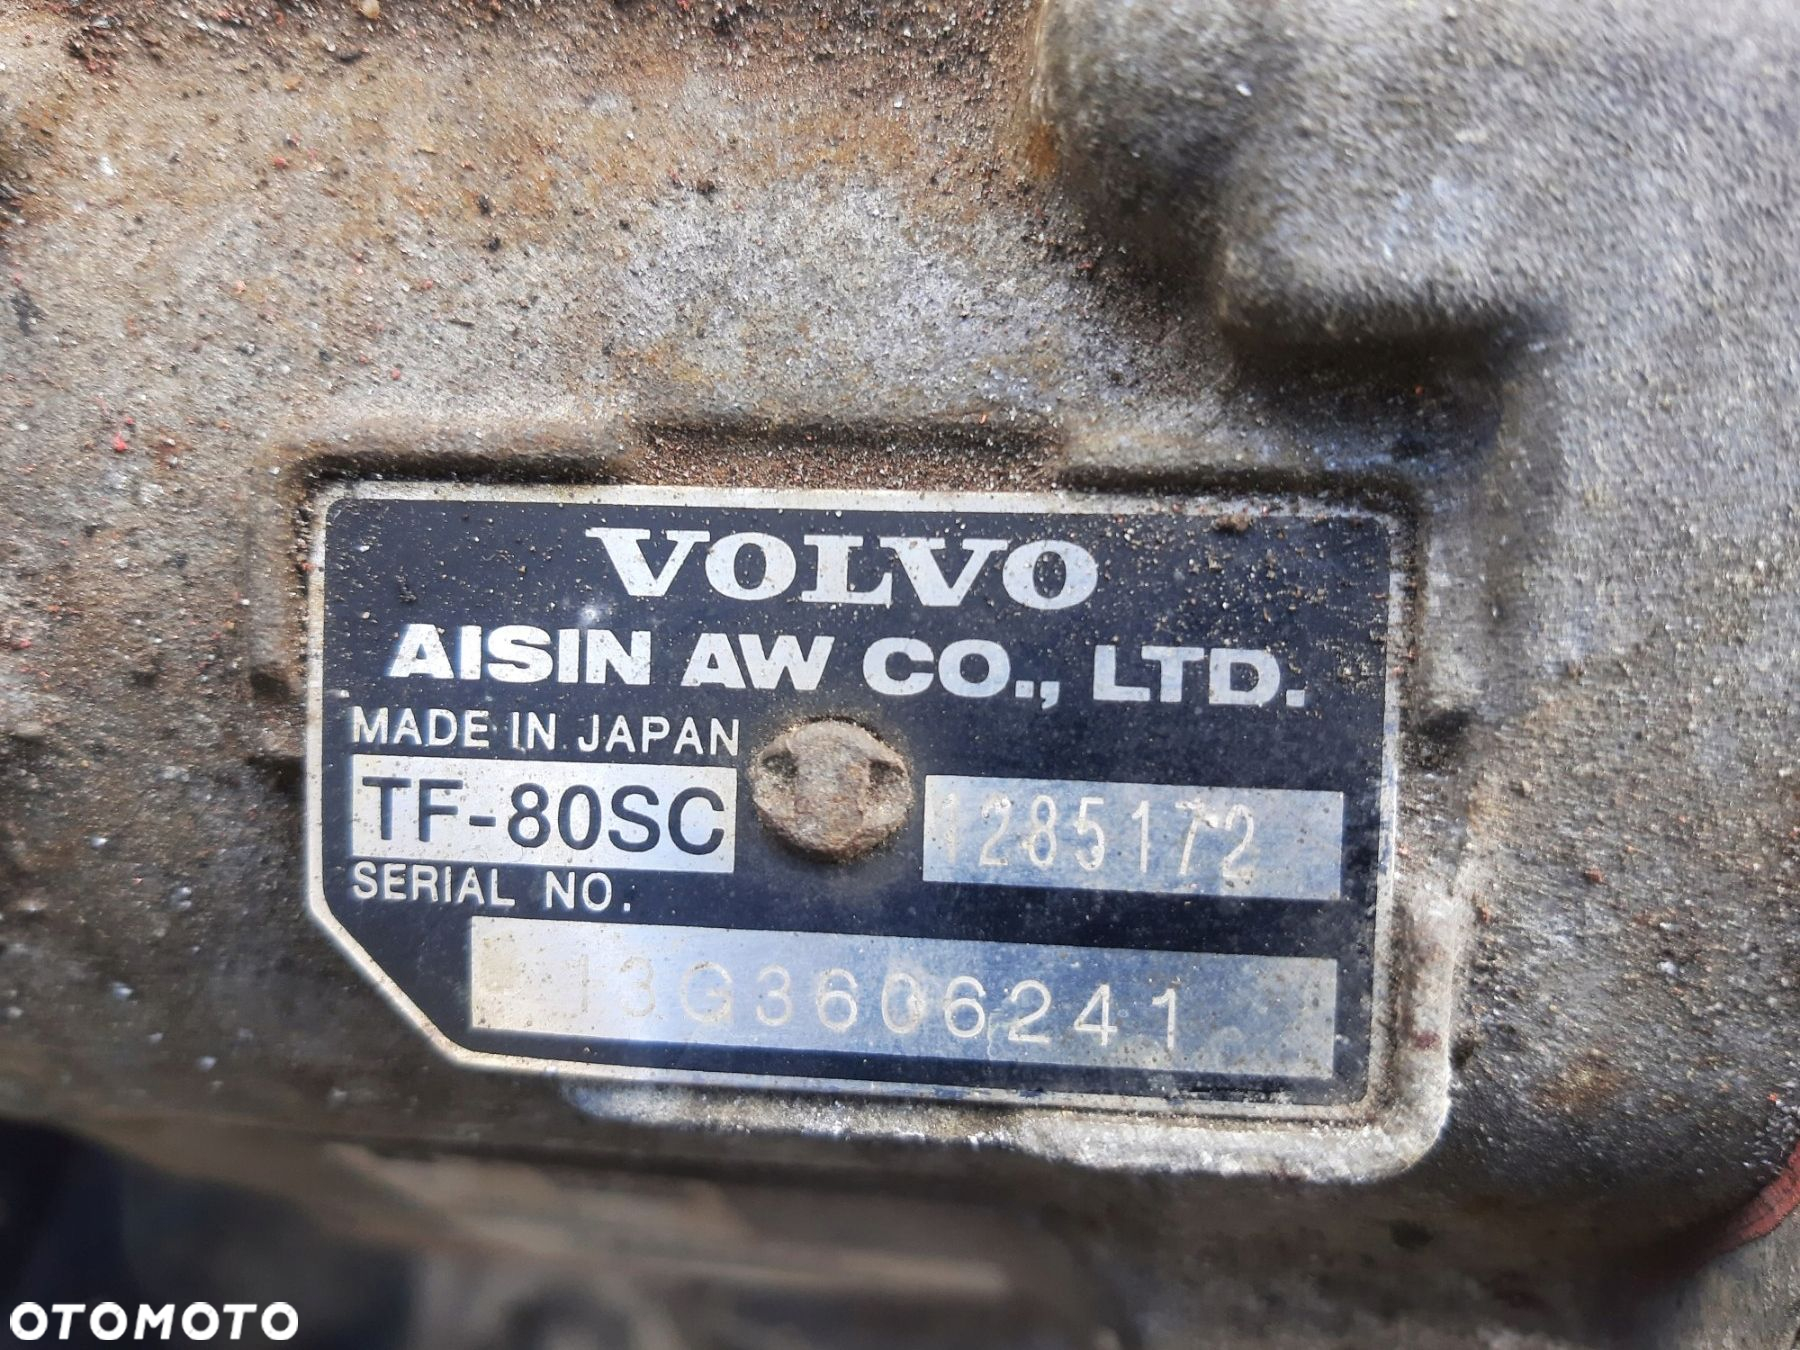 VOLVO
AISIN AW CO., LTD.
MADE IN JAPAN
TF-80SC
1285172
SERIAL NO.
13G3606241
OTOMOTO